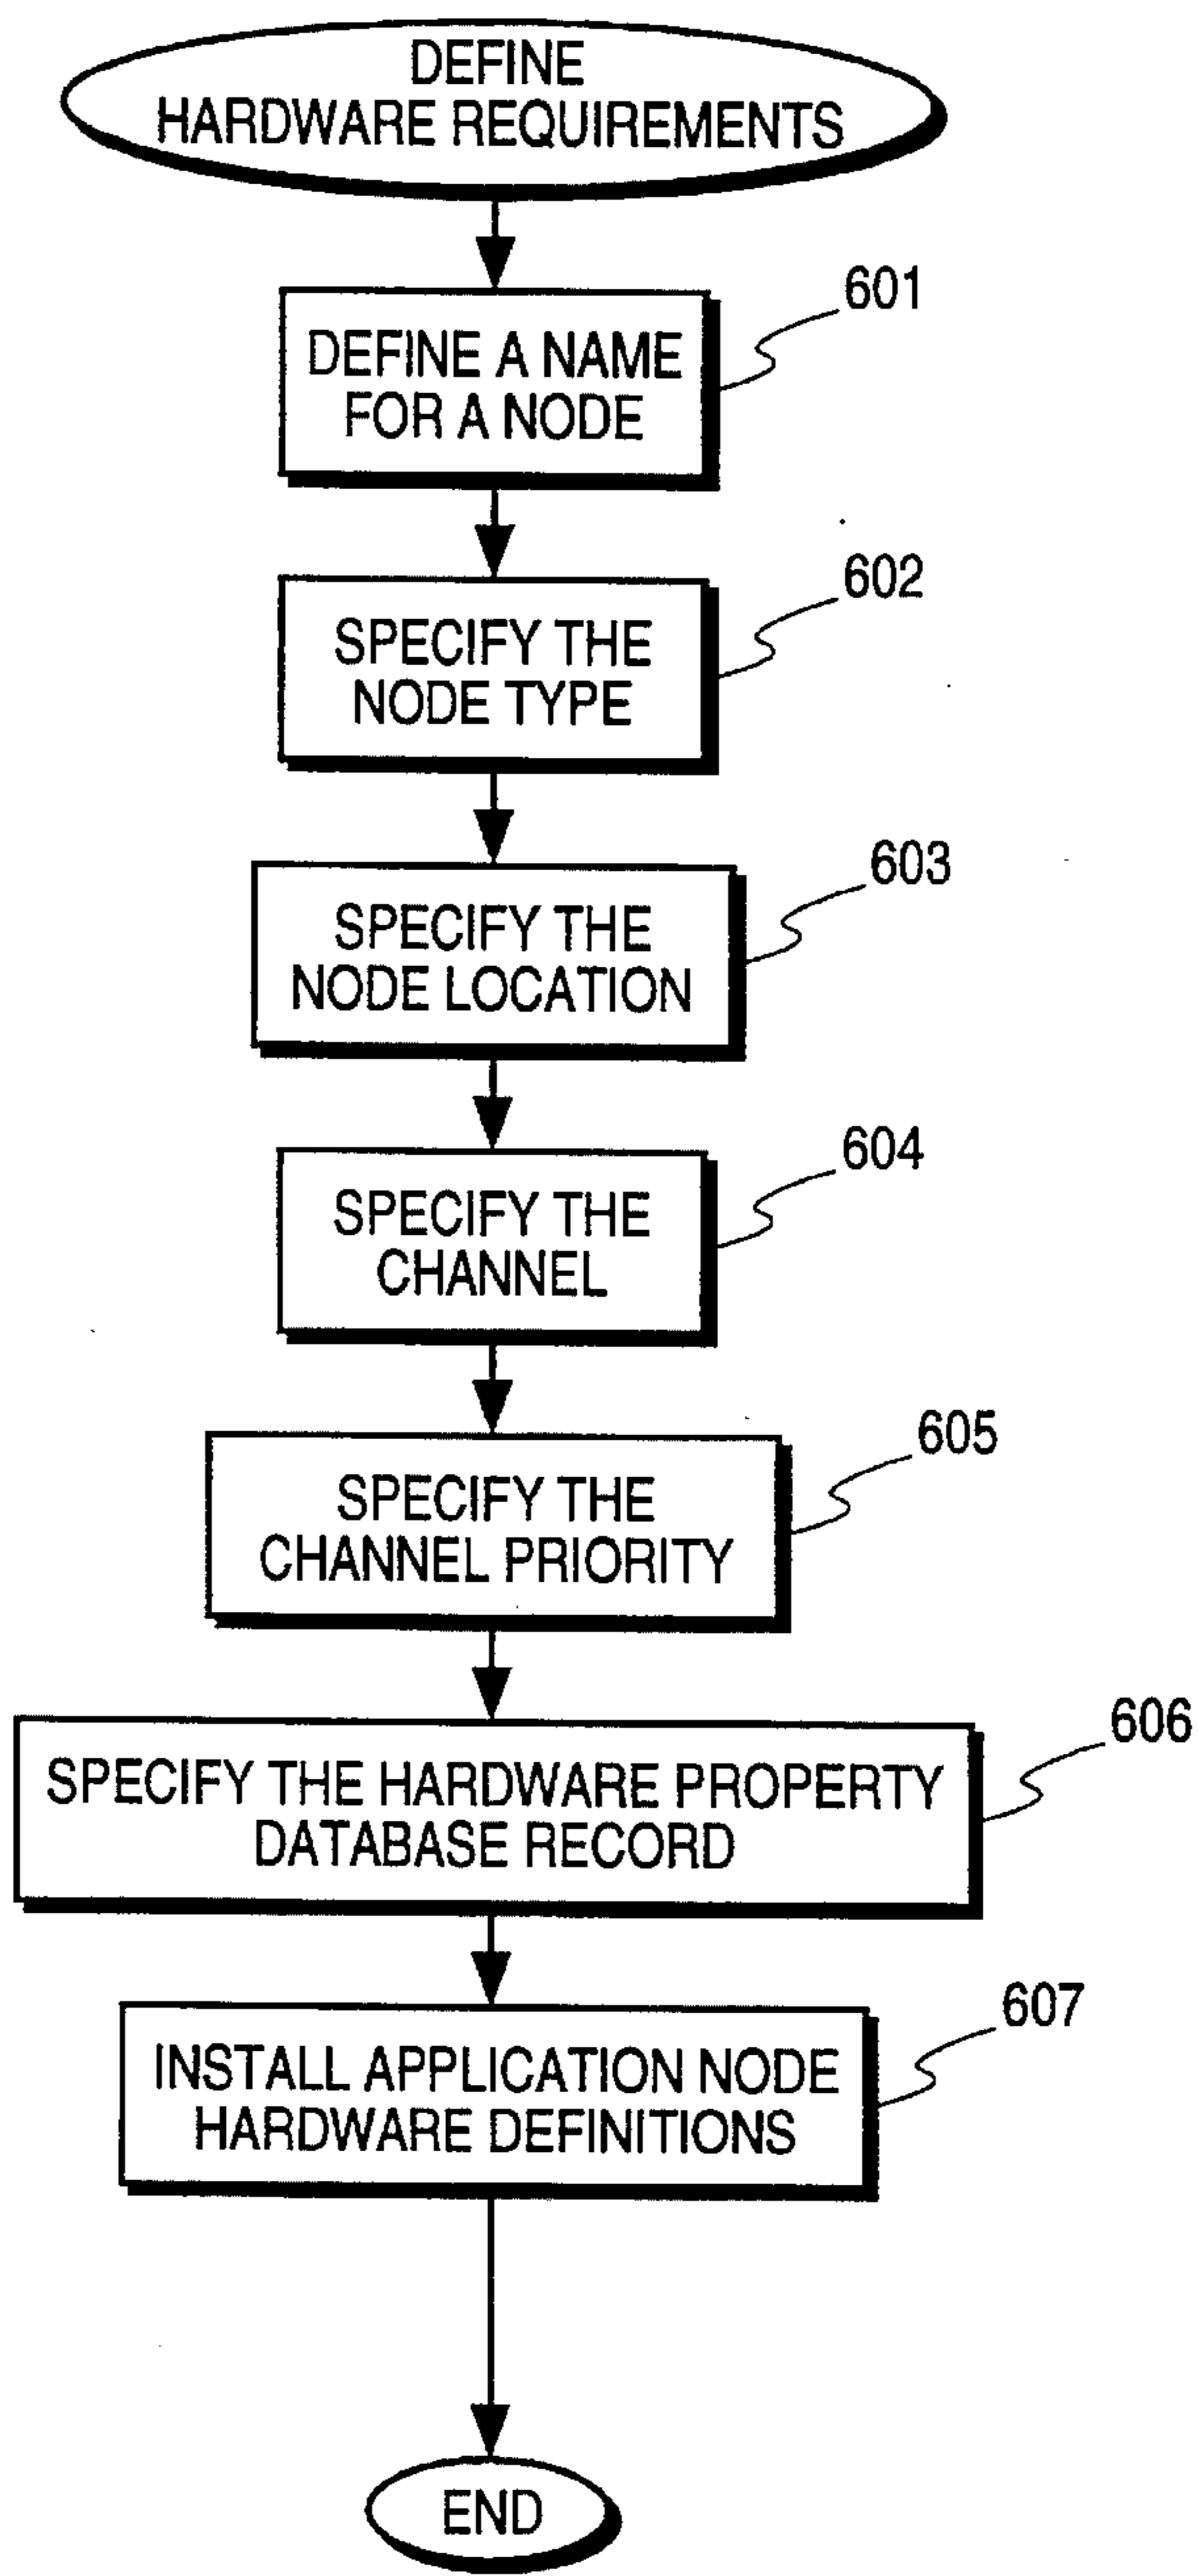 DEFINE
HARDWARE REQUIREMENTS
601
DEFINE A NAME
FOR A NODE
602
SPECIFY THE
NODE TYPE
603
SPECIFY THE
NODE LOCATION
604
SPECIFY THE
CHANNEL
605
SPECIFY THE
CHANNEL PRIORITY
606
SPECIFY THE HARDWARE PROPERTY
DATABASE RECORD
607
INSTALL APPLICATION NODE
HARDWARE DEFINITIONS
END